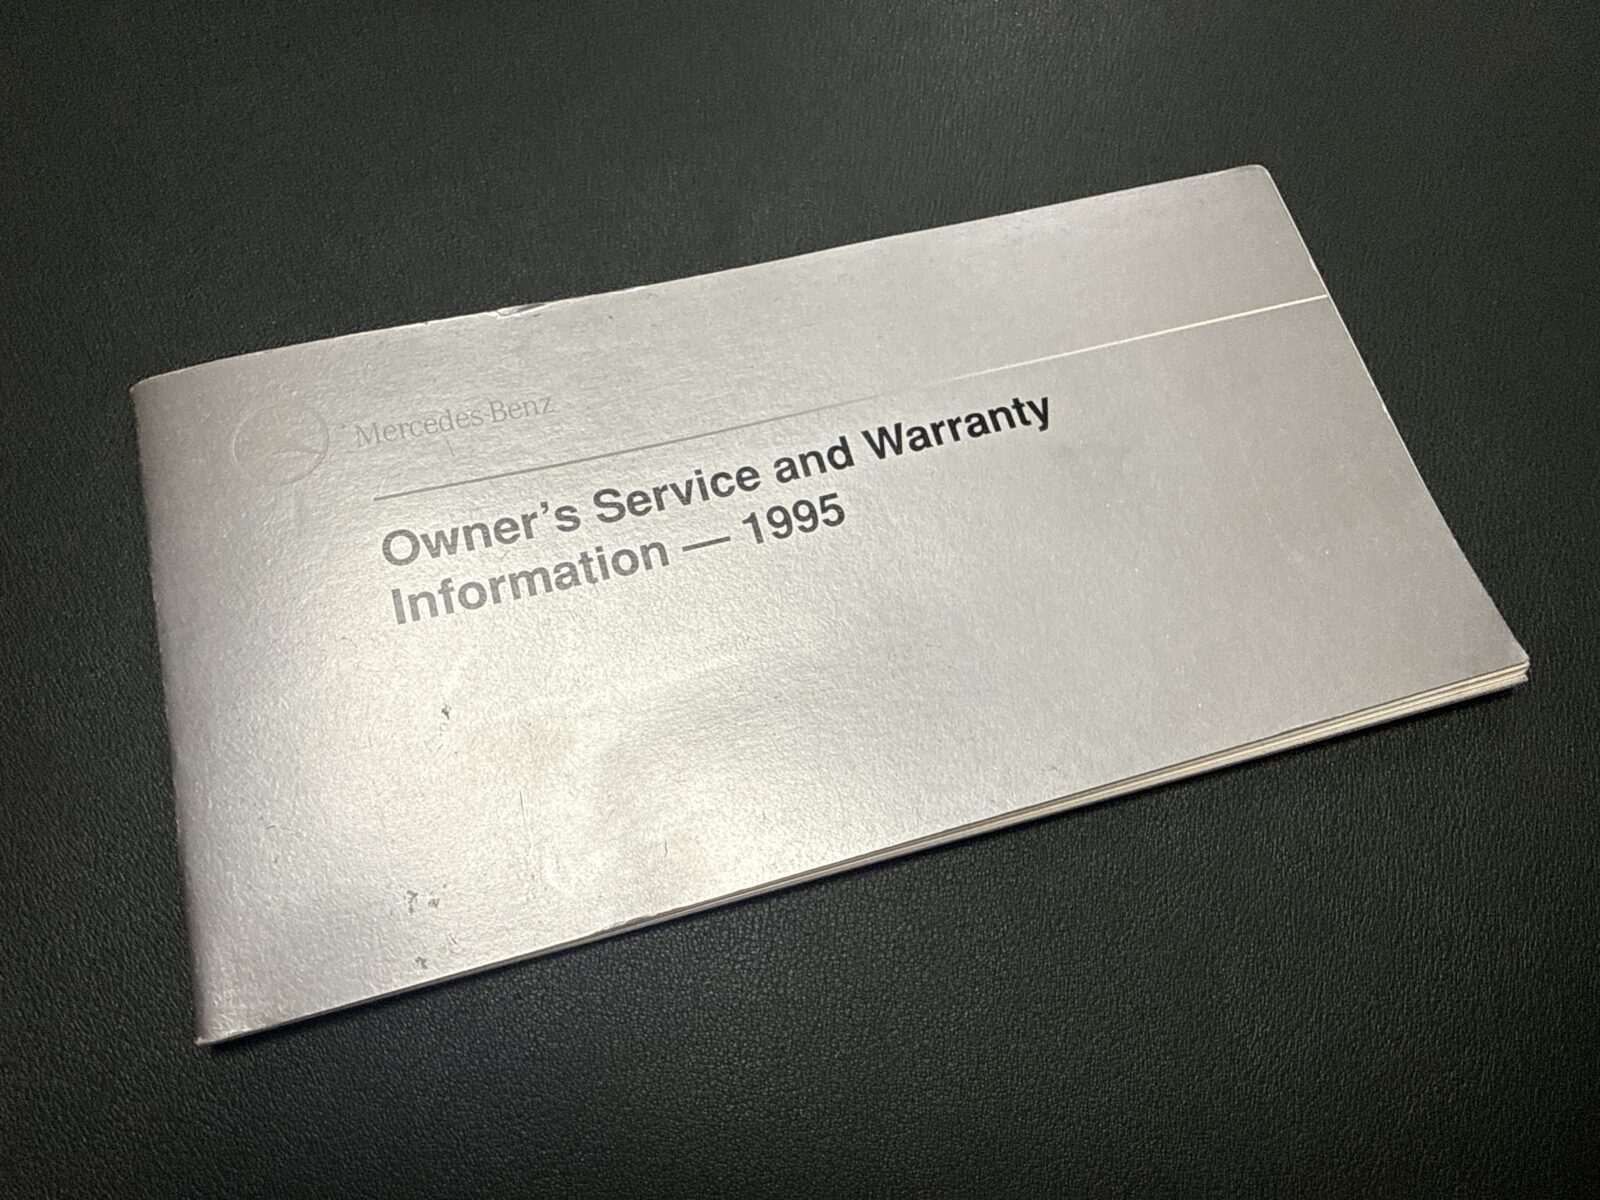 Mercedes-Benz
Owner's Service and Warranty
Information — 1995